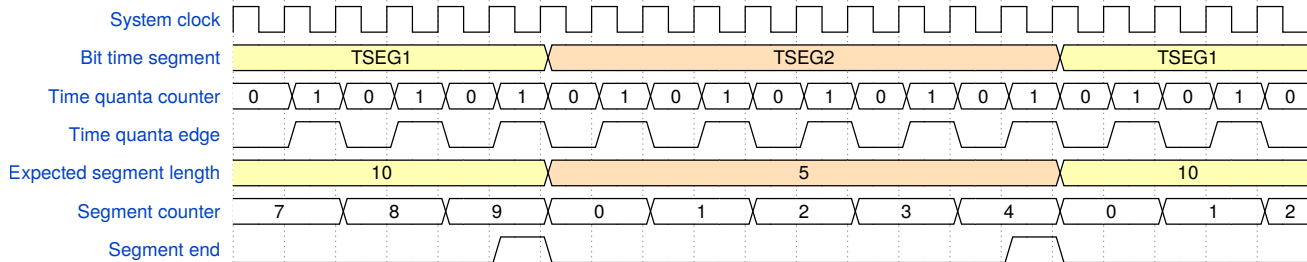 System clock
Bit time segment TSEG1 TSEG2 TSEG1
Time quanta counter 0 1 0 1 0 1 0 1 0 1 0 1 0 1 0 1 0 1 0 1 0
Time quanta edge
Expected segment length 10 5 10
Segment counter 7 8 9 0 1 2 3 4 0 1 2
Segment end